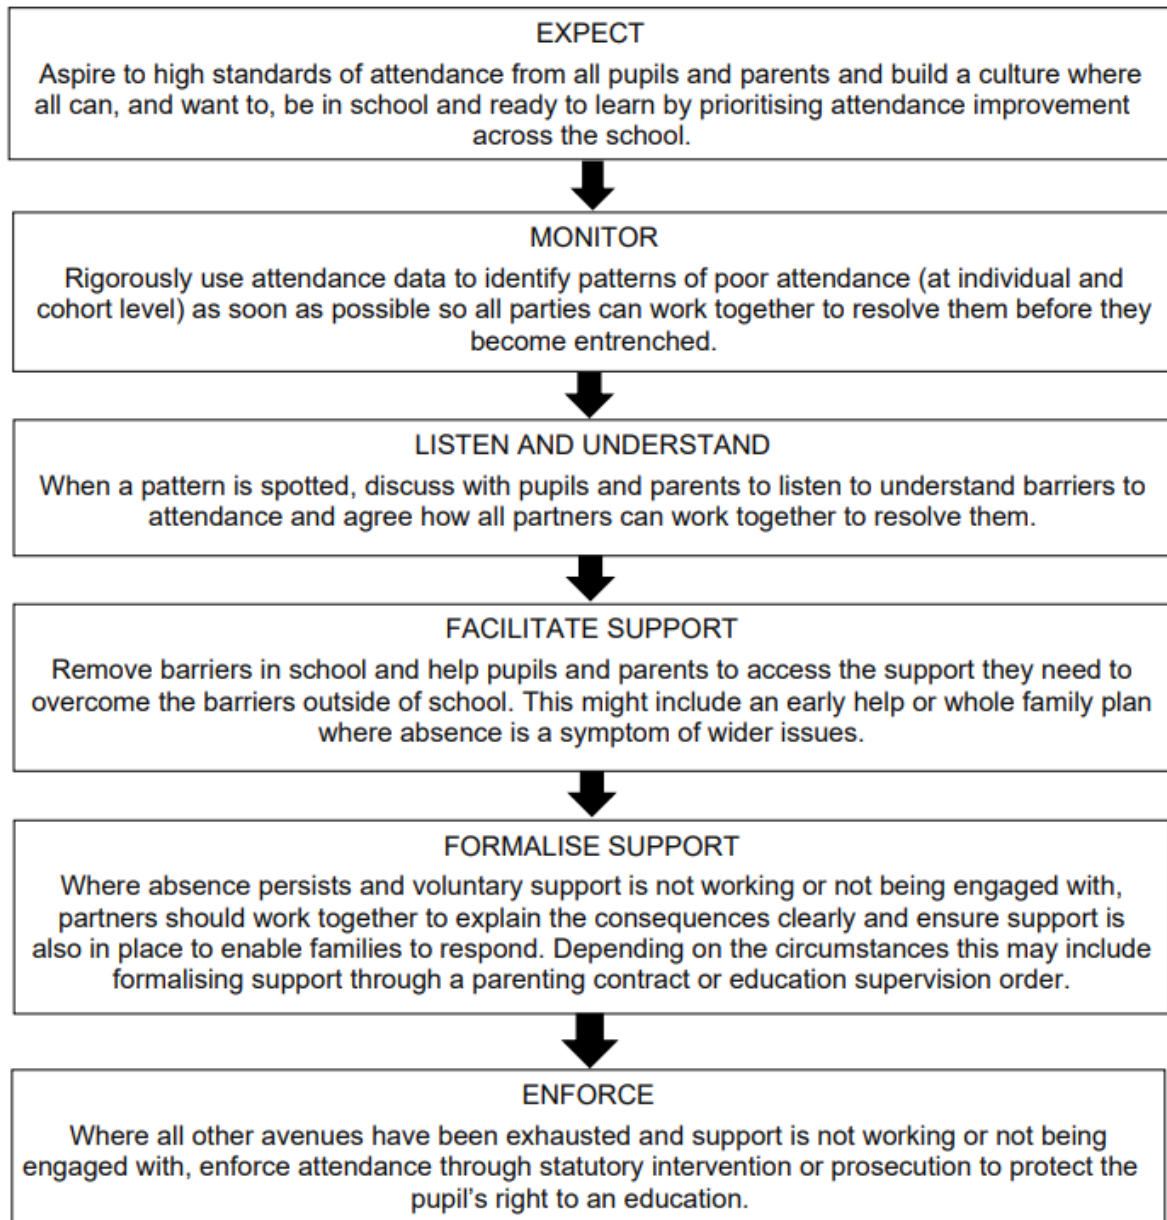 EXPECT
Aspire to high standards of attendance from all pupils and parents and build a culture where
all can, and want to, be in school and ready to learn by prioritising attendance improvement
across the school.
MONITOR
Rigorously use attendance data to identify patterns of poor attendance (at individual and
cohort level) as soon as possible so all parties can work together to resolve them before they
become entrenched.
LISTEN AND UNDERSTAND
When a pattern is spotted, discuss with pupils and parents to listen to understand barriers to
attendance and agree how all partners can work together to resolve them.
FACILITATE SUPPORT
Remove barriers in school and help pupils and parents to access the support they need to
overcome the barriers outside of school. This might include an early help or whole family plan
where absence is a symptom of wider issues.
FORMALISE SUPPORT
Where absence persists and voluntary support is not working or not being engaged with,
partners should work together to explain the consequences clearly and ensure support is
also in place to enable families to respond. Depending on the circumstances this may include
formalising support through a parenting contract or education supervision order.
ENFORCE
Where all other avenues have been exhausted and support is not working or not being
engaged with, enforce attendance through statutory intervention or prosecution to protect the
pupil's right to an education.